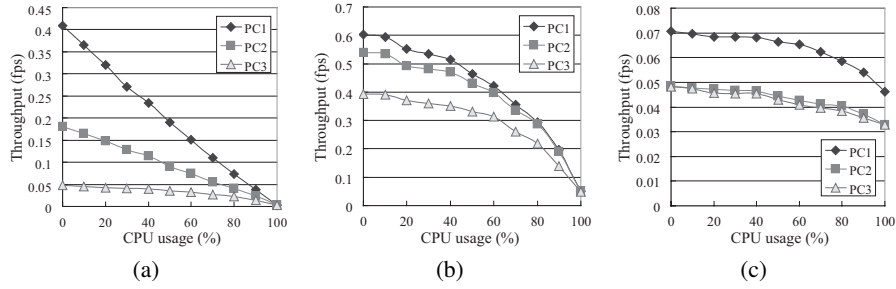 Throughput (fps)
0.45
0.4
0.35
0.3
0.25
0.2
0.15
0.1
0.05
0
0 20 40 60 80 100
CPU usage (%)
PC1
PC2
PC3
(a)
Throughput (fps)
0.7
0.6
0.5
0.4
0.3
0.2
0.1
0
0 20 40 60 80 100
CPU usage (%)
PC1
PC2
PC3
(b)
Throughput (fps)
0.08
0.07
0.06
0.05
0.04
0.03
0.02
0.01
0
0 20 40 60 80 100
CPU usage (%)
PC1
PC2
PC3
(c)